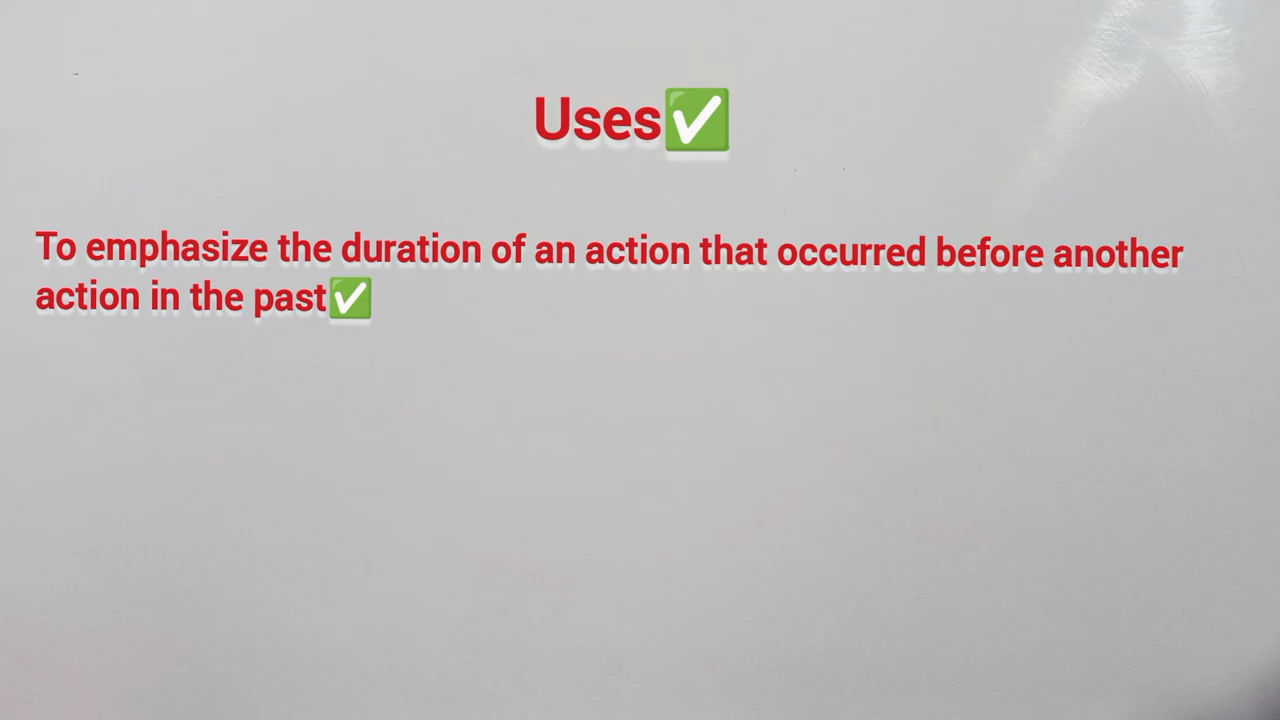 Uses✅
To emphasize the duration of an action that occurred before another
action in the past✅